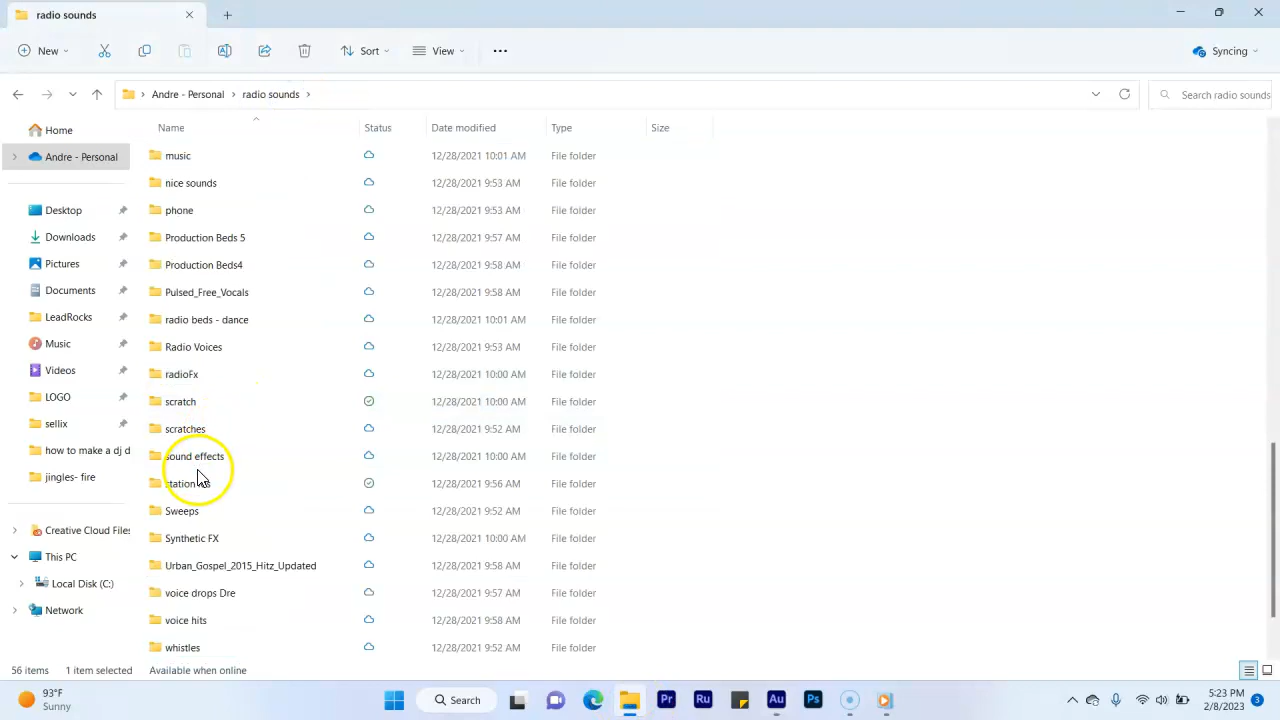 radio sounds
New
Sort
View
Syncing
Andre - Personal
radio sounds
Search radio sounds
Name
Status
Date modified
Type
Size
Home
Andre - Personal
Desktop
Downloads
Pictures
Documents
LeadRocks
Music
Videos
LOGO
sellix
how to make a dj d
jingles- fire
Creative Cloud Files
This PC
Local Disk (C:)
Network
music 12/28/2021 10:01 AM File folder
nice sounds 12/28/2021 9:53 AM File folder
phone 12/28/2021 9:53 AM File folder
Production Beds 5 12/28/2021 9:57 AM File folder
Production Beds4 12/28/2021 9:58 AM File folder
Pulsed_Free_Vocals 12/28/2021 9:58 AM File folder
radio beds - dance 12/28/2021 10:01 AM File folder
Radio Voices 12/28/2021 9:53 AM File folder
radioFx 12/28/2021 10:00 AM File folder
scratch 12/28/2021 10:00 AM File folder
scratches 12/28/2021 9:52 AM File folder
sound effects 12/28/2021 10:00 AM File folder
station 12/28/2021 9:56 AM File folder
Sweeps 12/28/2021 9:52 AM File folder
Synthetic FX 12/28/2021 10:00 AM File folder
Urban_Gospel_2015_Hitz_Updated 12/28/2021 9:58 AM File folder
voice drops Dre 12/28/2021 9:57 AM File folder
voice hits 12/28/2021 9:58 AM File folder
whistles 12/28/2021 9:52 AM File folder
56 items 1 item selected Available when online
93°F
Sunny
Search
Pr
Ru
Au
Ps
5:23 PM
2/8/2023
3